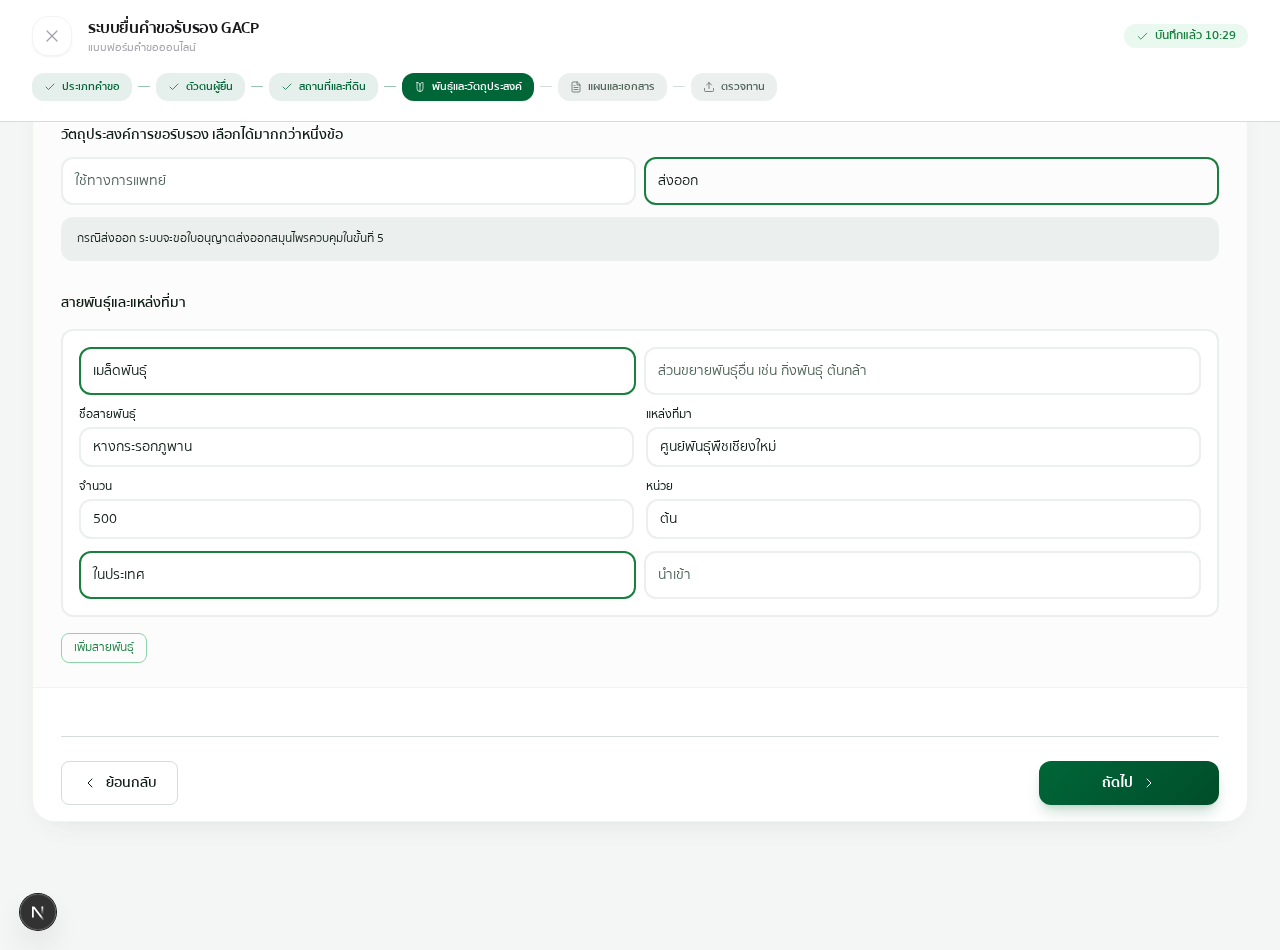 ระบบยื่นคำขอรับรอง GACP
แบบฟอร์มคำขอออนไลน์
บันทึกแล้ว 10:29
ประเภทคำขอ
ตัวตนผู้ยื่น
สถานที่และที่ดิน
พันธุ์และวัตถุประสงค์
แผนและเอกสาร
ตรวจทาน
วัตถุประสงค์การขอรับรอง เลือกได้มากกว่าหนึ่งข้อ
ใช้ทางการแพทย์
ส่งออก
กรณีส่งออก ระบบจะขอใบอนุญาตส่งออกสมุนไพรควบคุมในขั้นที่ 5
สายพันธุ์และแหล่งที่มา
เมล็ดพันธุ์
ส่วนขยายพันธุ์อื่น เช่น กิ่งพันธุ์ ต้นกล้า
ชื่อสายพันธุ์
แหล่งที่มา
หางกระรอกภูพาน
ศูนย์พันธุ์พืชเชียงใหม่
จำนวน
หน่วย
500
ต้น
ในประเทศ
นำเข้า
เพิ่มสายพันธุ์
ย้อนกลับ
ถัดไป
N